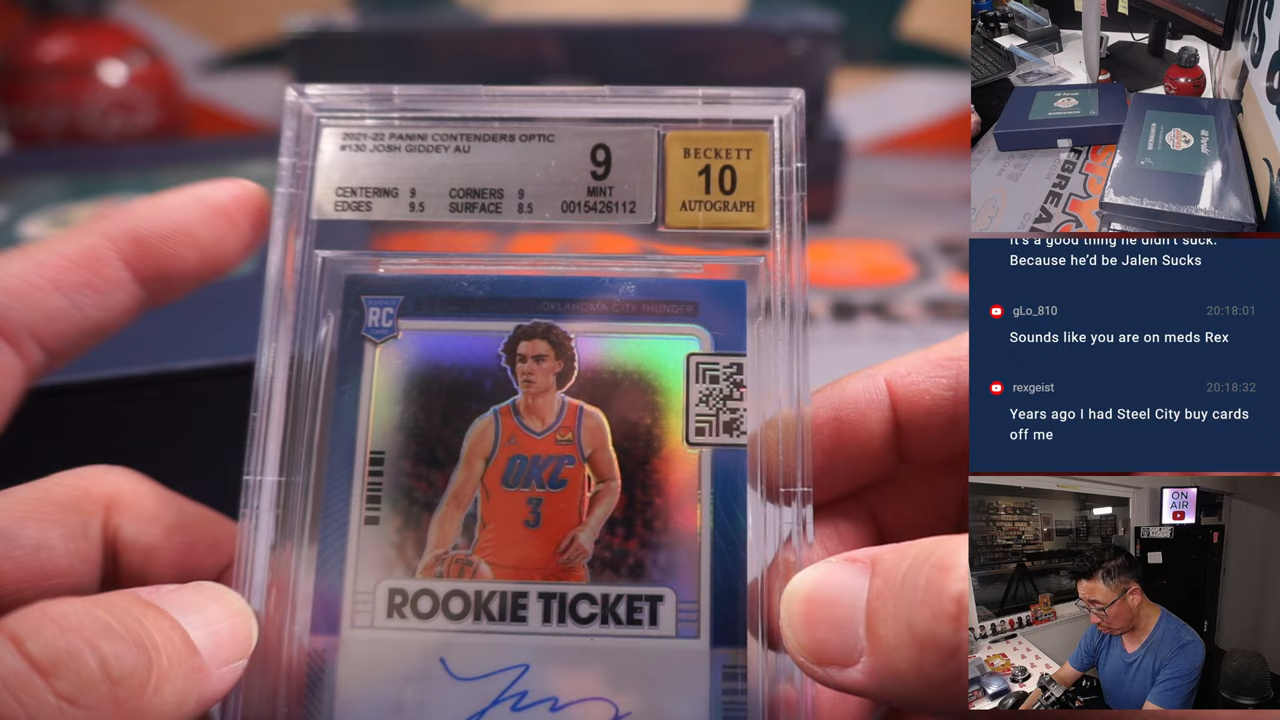 2021-22 PANINI CONTENDERS OPTIC
#130 JOSH GIDDEY AU
CENTERING 9 CORNERS 9
EDGES 9.5 SURFACE 8.5
9
MINT
0015426112
BECKETT
10
AUTOGRAPH
OKLAHOMA CITY THUNDER
RC
OKC
3
ROOKIE TICKET
It's a good thing he didn't suck.
Because he'd be Jalen Sucks
gLo_810 20:18:01
Sounds like you are on meds Rex
rexgeist 20:18:32
Years ago I had Steel City buy cards
off me
ON
AIR